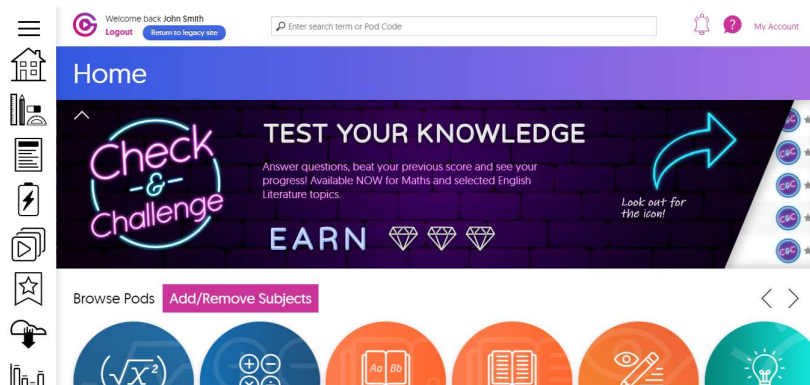 Welcome back John Smith
Logout
Return to legacy site
Enter search term or Pod Code
?
My Account
Home
Check
&
Challenge
TEST YOUR KNOWLEDGE
Answer questions, beat your previous score and see your
progress! Available NOW for Maths and selected English
Literature topics.
EARN
Look out for
the icon!
C&C
C&C
C&C
C&C
C&C
Browse Pods
Add/Remove Subjects
√x²
Aa Bb